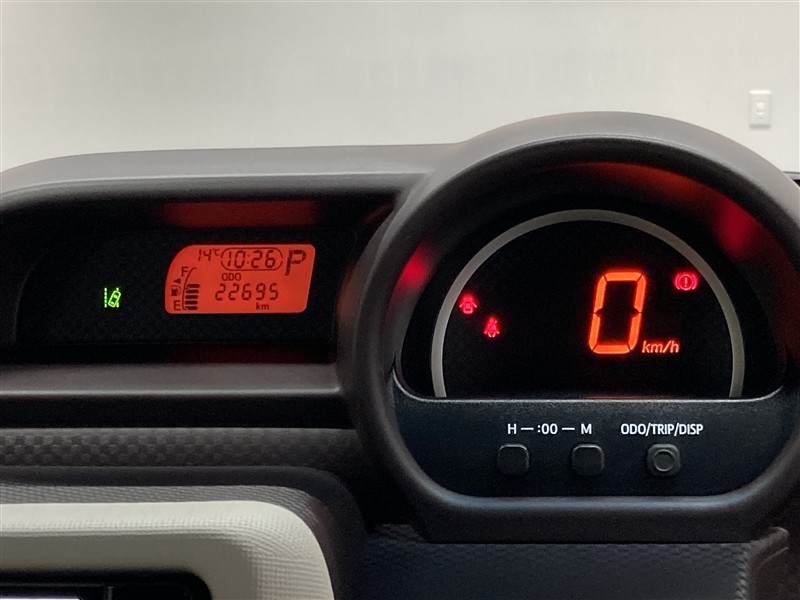 14℃ 10:26 P
F
ODO
22695
E
km
0
km/h
H — :00 — M
ODO/TRIP/DISP